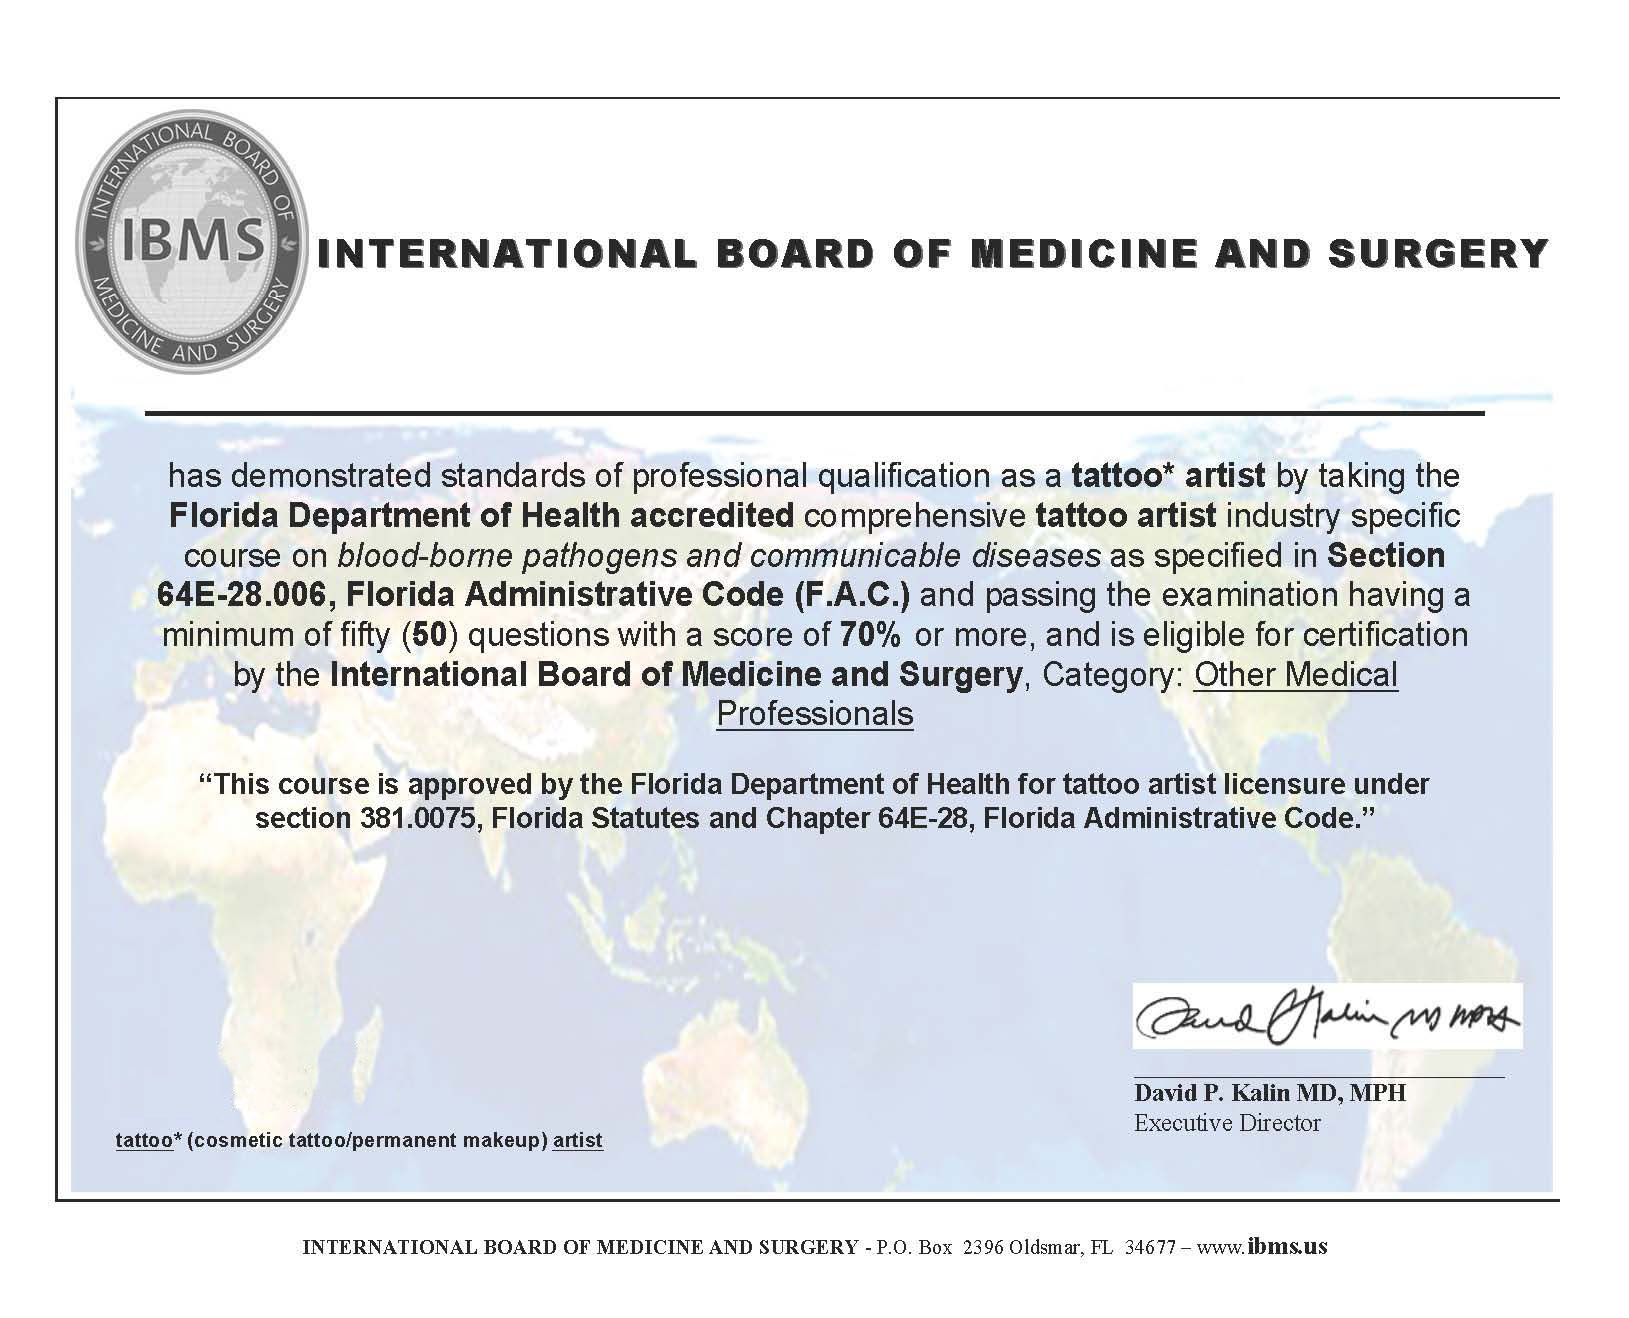 INTERNATIONAL BOARD OF
IBMS
MEDICINE AND SURGERY
INTERNATIONAL BOARD OF MEDICINE AND SURGERY
has demonstrated standards of professional qualification as a tattoo* artist by taking the
Florida Department of Health accredited comprehensive tattoo artist industry specific
course on blood-borne pathogens and communicable diseases as specified in Section
64E-28.006, Florida Administrative Code (F.A.C.) and passing the examination having a
minimum of fifty (50) questions with a score of 70% or more, and is eligible for certification
by the International Board of Medicine and Surgery, Category: Other Medical
Professionals
“This course is approved by the Florida Department of Health for tattoo artist licensure under
section 381.0075, Florida Statutes and Chapter 64E-28, Florida Administrative Code.”
David P. Kalin MD MPH
David P. Kalin MD, MPH
Executive Director
tattoo* (cosmetic tattoo/permanent makeup) artist
INTERNATIONAL BOARD OF MEDICINE AND SURGERY - P.O. Box 2396 Oldsmar, FL 34677 – www.ibms.us